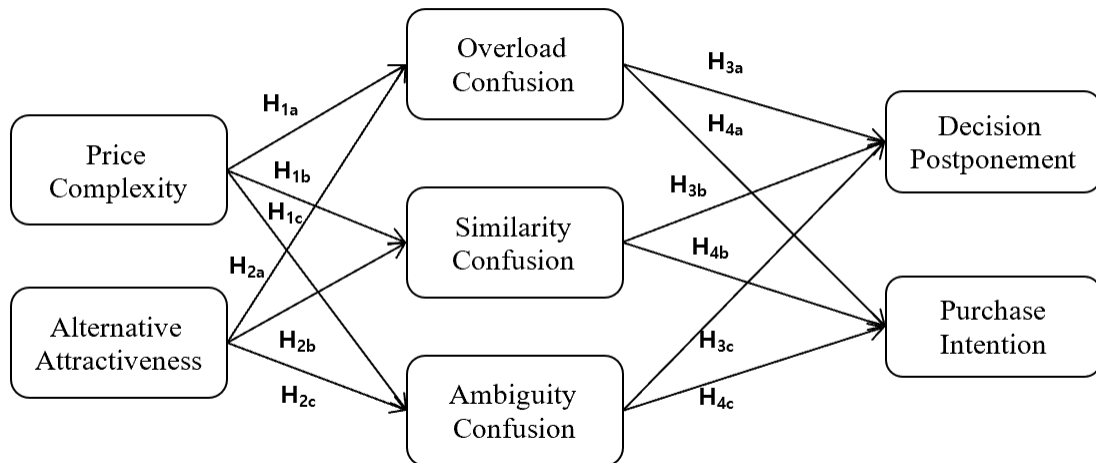 Overload
Confusion
H3a
H1a
H4a
Decision
Postponement
Price
Complexity
H1b
H3b
H1c
Similarity
Confusion
H4b
H2a
Purchase
Intention
Alternative
Attractiveness
H2b
H3c
H2c
H4c
Ambiguity
Confusion